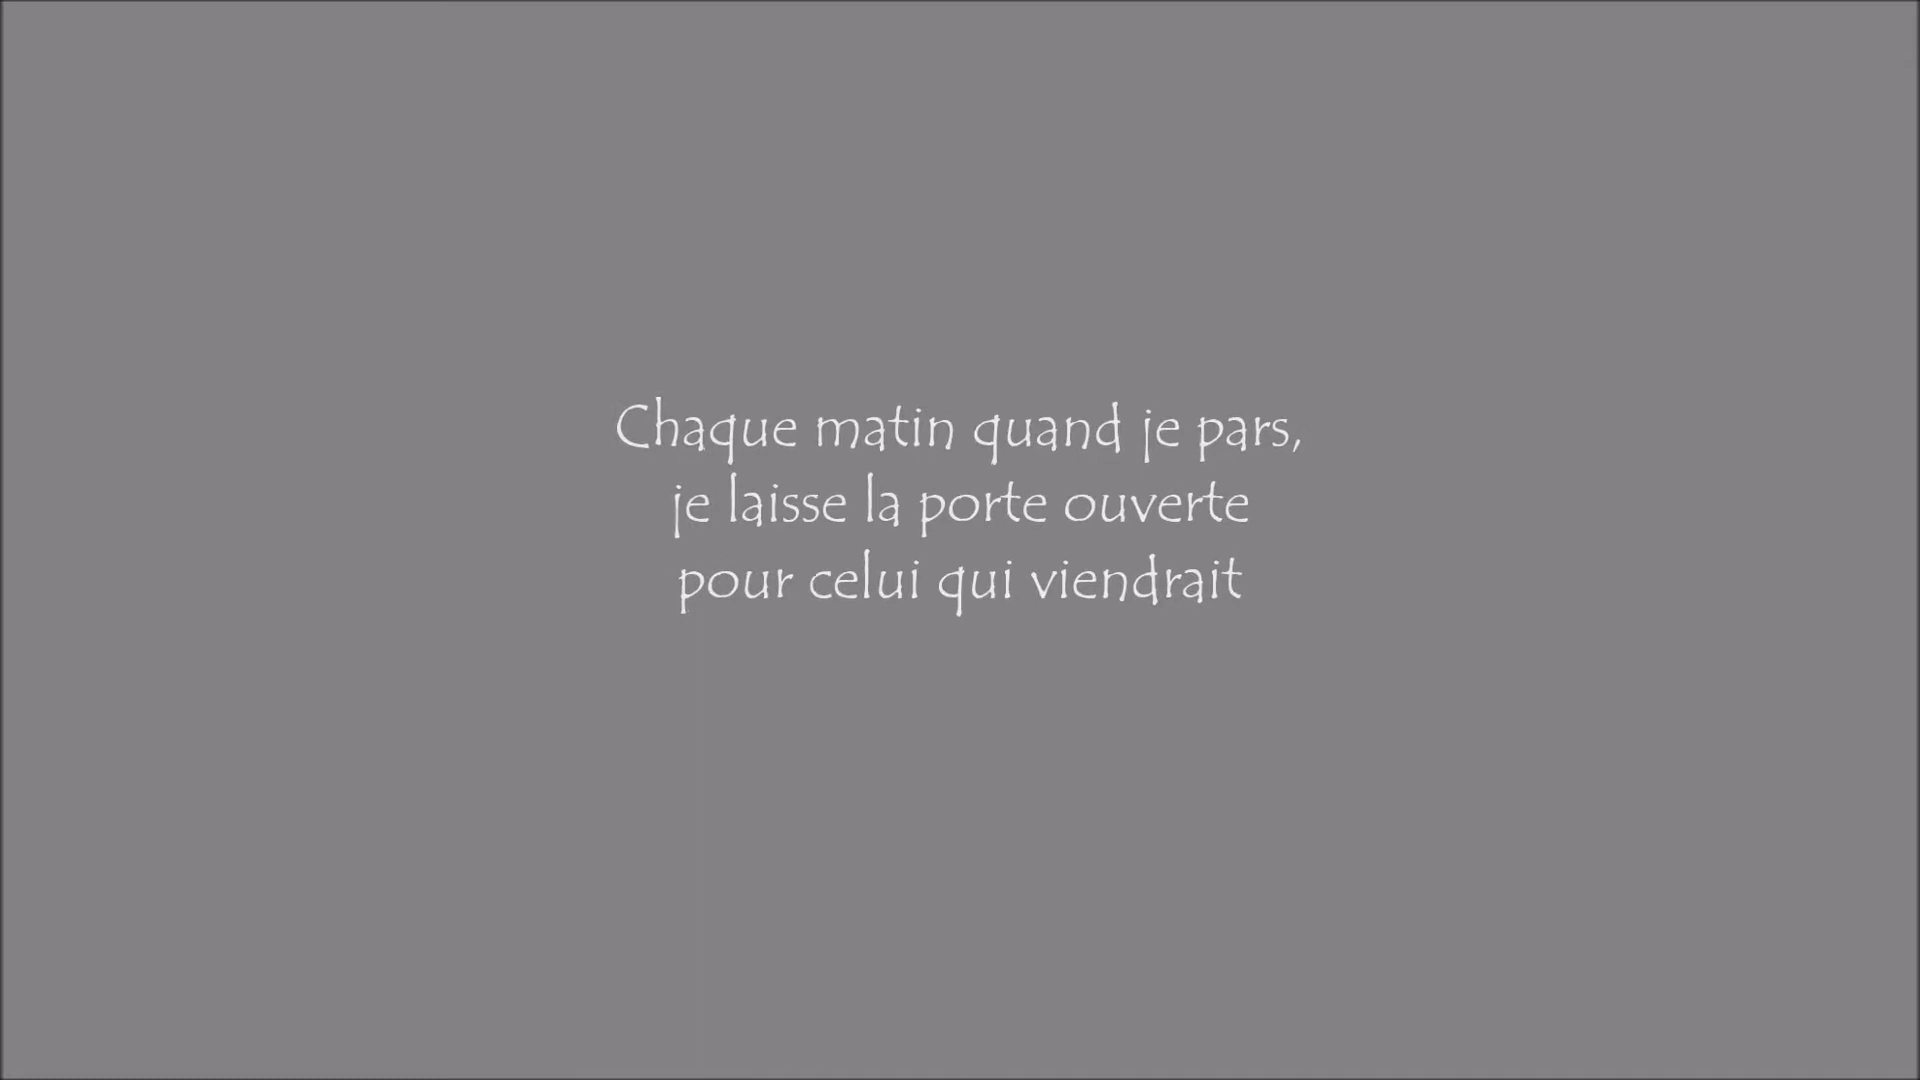 Chaque matin quand je pars,
je laisse la porte ouverte
pour celui qui viendrait